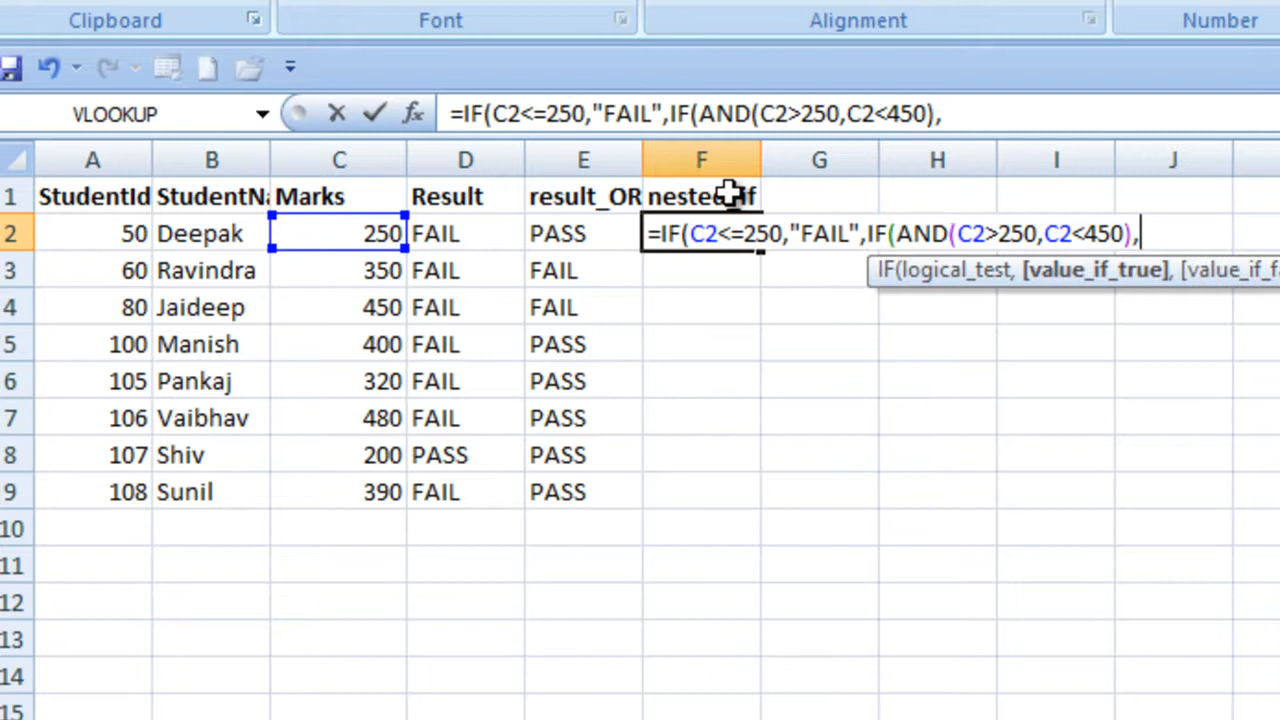 Clipboard Font Alignment Number
VLOOKUP =IF(C2<=250,"FAIL",IF(AND(C2>250,C2<450),
A B C D E F G H I J
1 StudentId StudentNa Marks Result result_OR nested_if
2 50 Deepak 250 FAIL PASS =IF(C2<=250,"FAIL",IF(AND(C2>250,C2<450),
IF(logical_test, [value_if_true], [value_if_fa
3 60 Ravindra 350 FAIL FAIL
4 80 Jaideep 450 FAIL FAIL
5 100 Manish 400 FAIL PASS
6 105 Pankaj 320 FAIL PASS
7 106 Vaibhav 480 FAIL PASS
8 107 Shiv 200 PASS PASS
9 108 Sunil 390 FAIL PASS
10
11
12
13
14
15